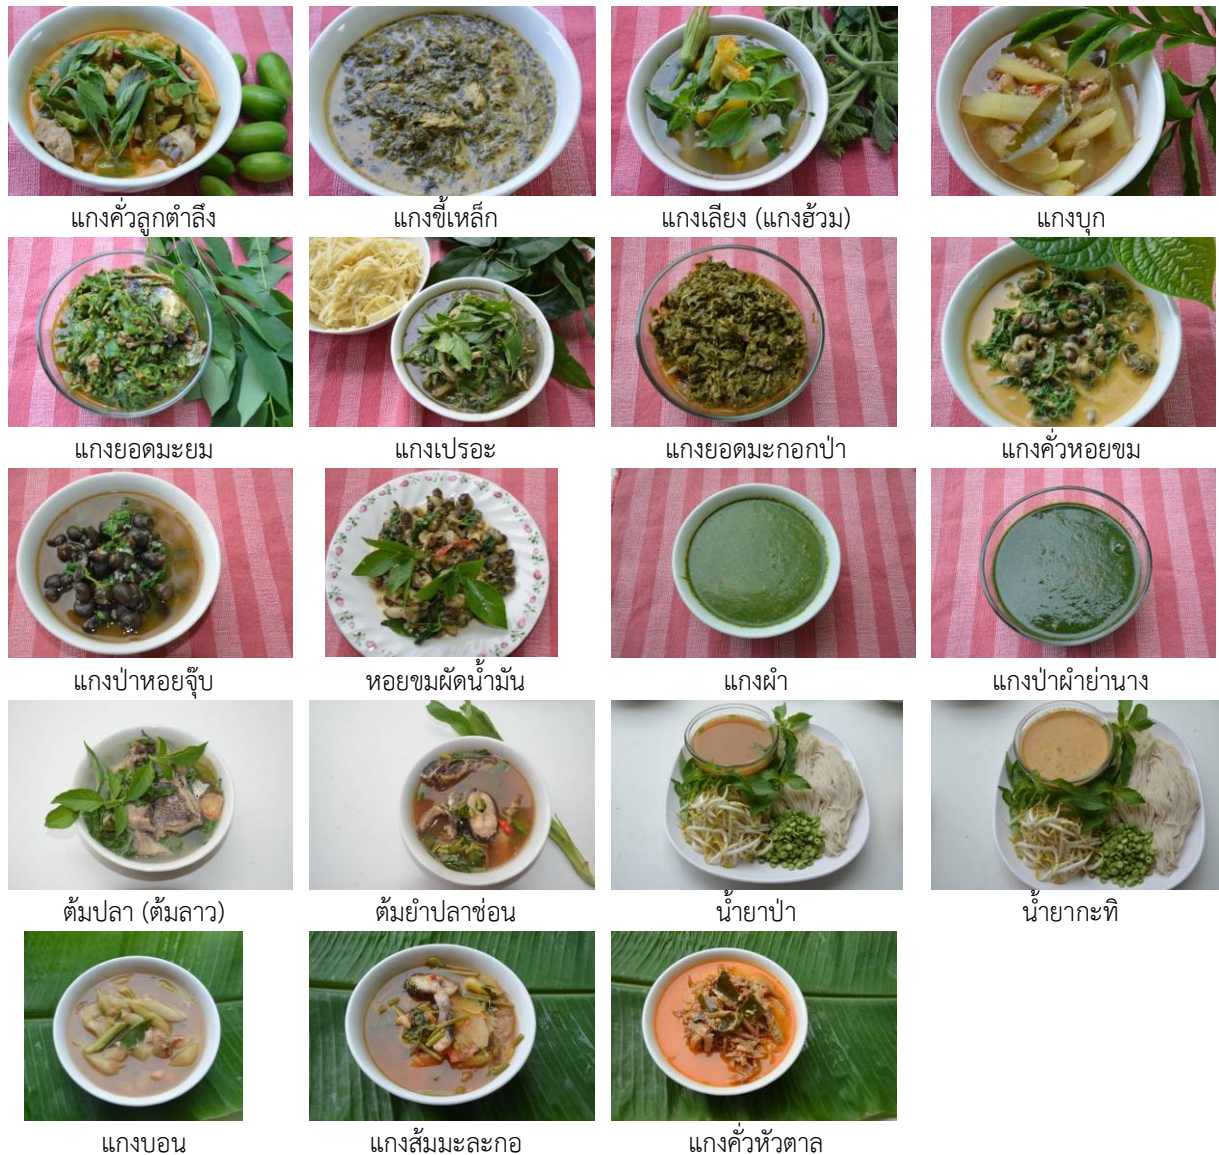 แกงคั่วลูกตำลึง
แกงขี้เหล็ก
แกงเลียง (แกงฮ้วม)
แกงบุก
แกงยอดมะยม
แกงเปรอะ
แกงยอดมะกอกป่า
แกงคั่วหอยขม
แกงป่าหอยจุ๊บ
หอยขมผัดน้ำมัน
แกงผำ
แกงป่าผำย่านาง
ต้มปลา (ต้มลาว)
ต้มยำปลาช่อน
น้ำยาป่า
น้ำยากะทิ
แกงบอน
แกงส้มมะละกอ
แกงคั่วหัวตาล